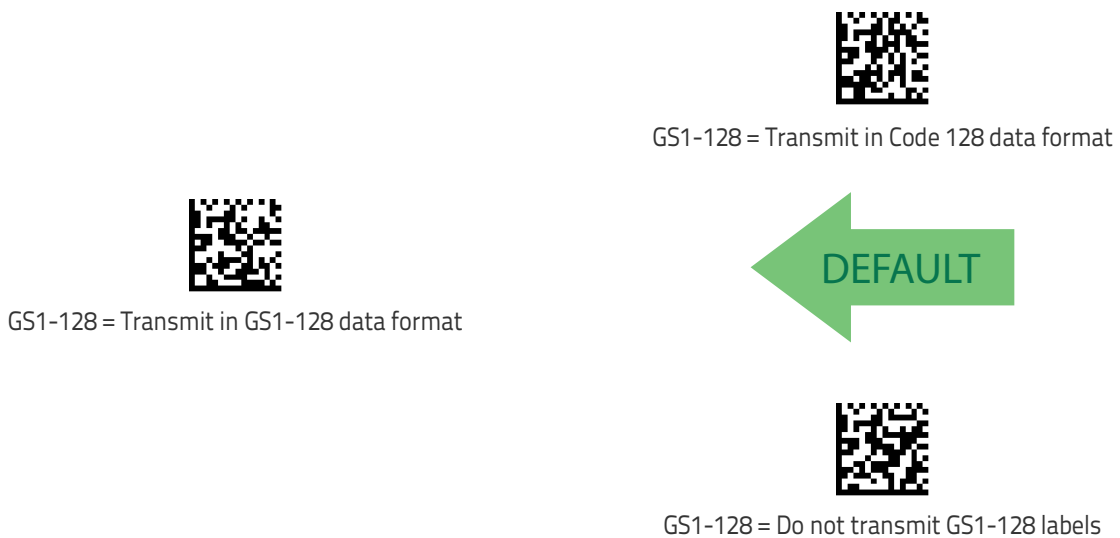 GS1-128 = Transmit in Code 128 data format
GS1-128 = Transmit in GS1-128 data format
DEFAULT
GS1-128 = Do not transmit GS1-128 labels